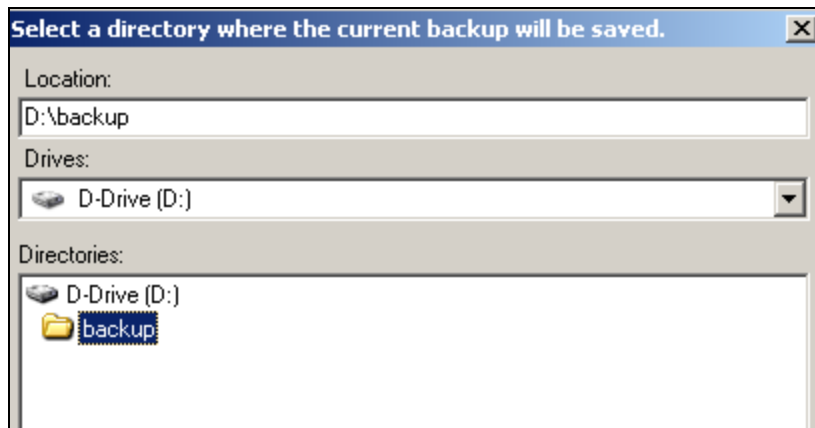 Select a directory where the current backup will be saved.
Location:
D:\backup
Drives:
D-Drive (D:)
Directories:
D-Drive (D:)
backup